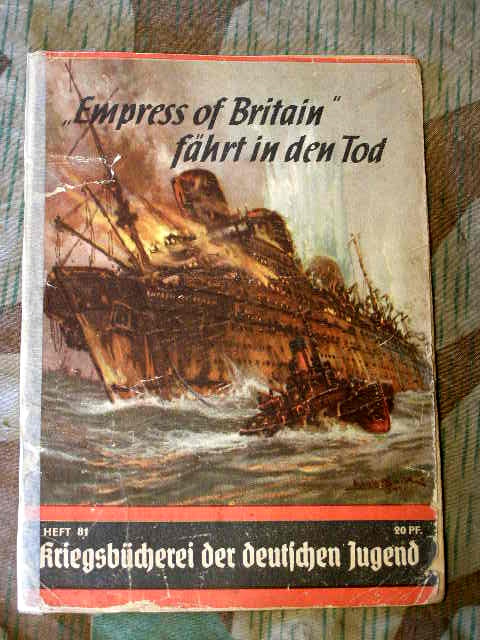 „Empress of Britain“
fährt in den Tod
HEFT 81 20 PF.
Kriegsbücherei der deutschen Jugend